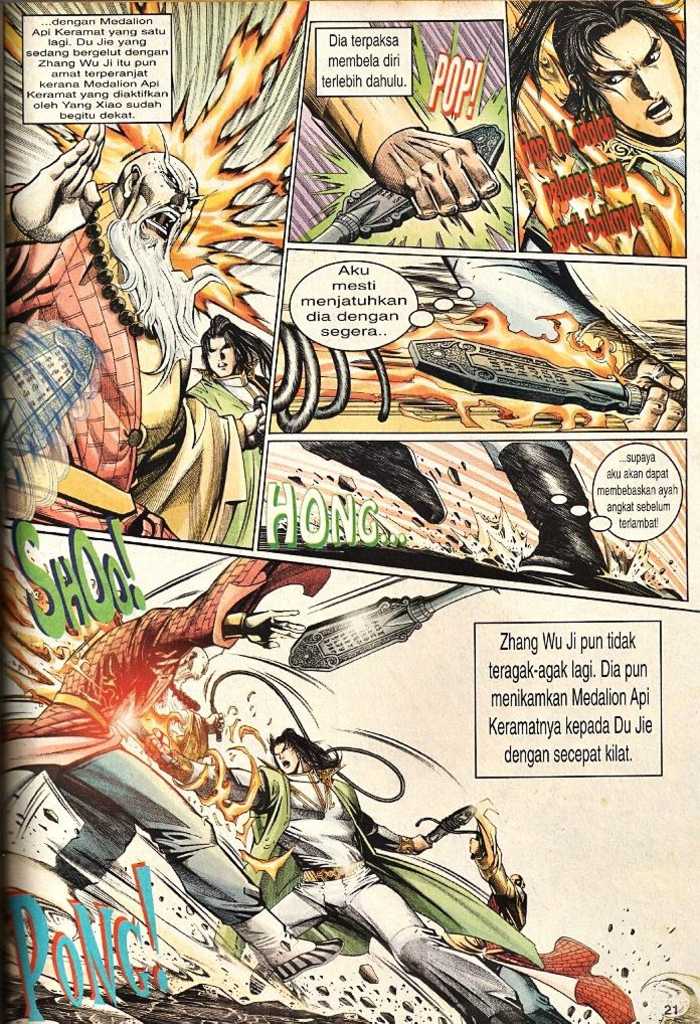 ...dengan Medalion
Api Keramat yang satu
lagi. Du Jie yang
sedang bergelut dengan
Zhang Wu Ji itu pun
amat terperanjat
kerana Medalion Api
Keramat yang diaktifkan
oleh Yang Xiao sudah
begitu dekat.
Dia terpaksa
membela diri
terlebih dahulu.
POP!
yang
Aku
mesti
menjatuhkan
dia dengan
segera..
...supaya
aku akan dapat
membebaskan ayah
angkat sebelum
terlambat!
HONG...
SHOO!
Zhang Wu Ji pun tidak
teragak-agak lagi. Dia pun
menikamkan Medalion Api
Keramatnya kepada Du Jie
dengan secepat kilat.
PONG!
21